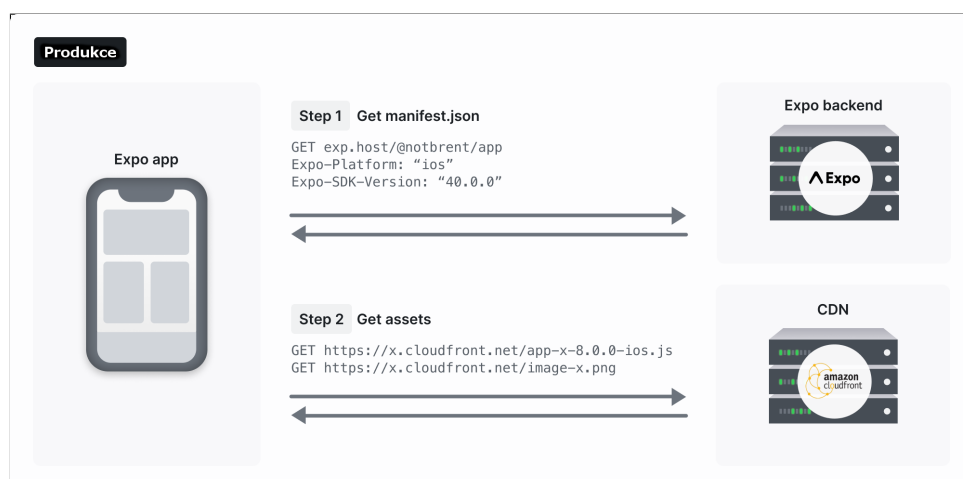 Produkce
Expo app
Step 1 Get manifest.json
GET exp.host/@notbrent/app
Expo-Platform: “ios”
Expo-SDK-Version: “40.0.0”
Expo backend
Expo
Step 2 Get assets
GET https://x.cloudfront.net/app-x-8.0.0-ios.js
GET https://x.cloudfront.net/image-x.png
CDN
amazon
cloudfront